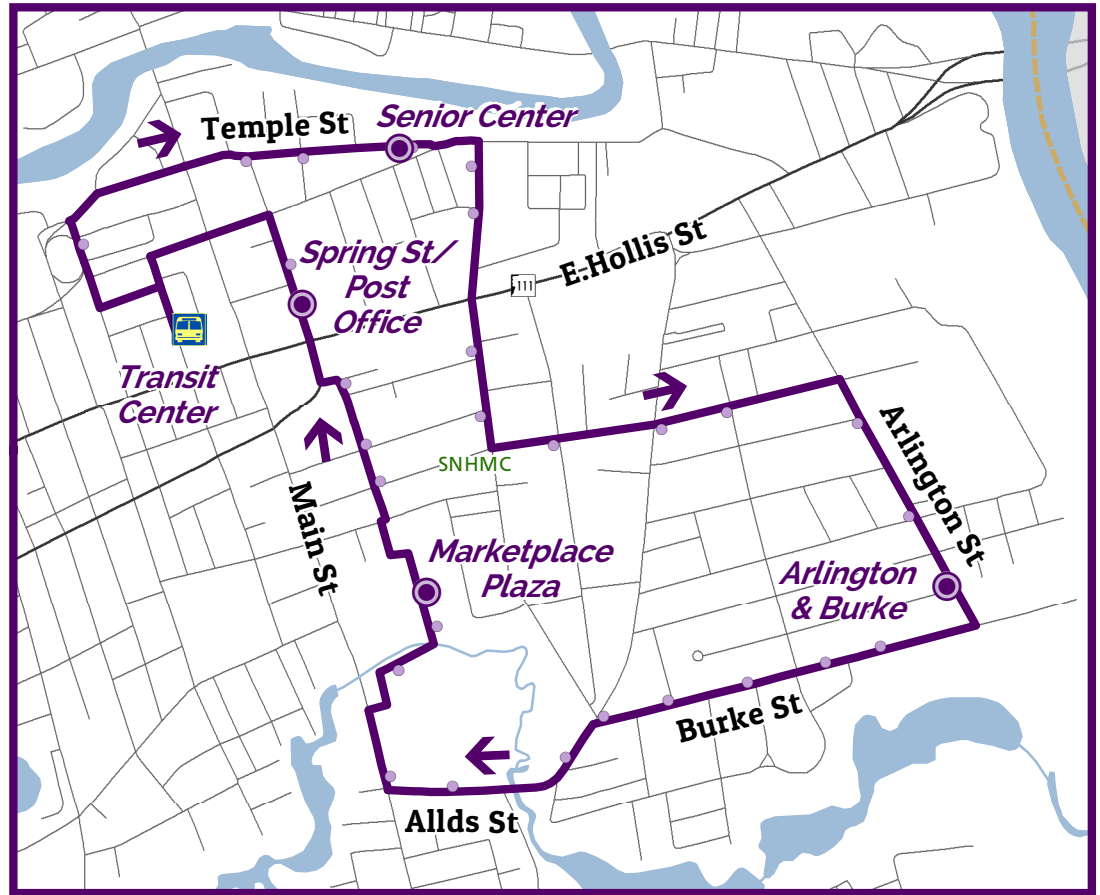 Senior Center
Temple St
E.Hollis St
Spring St/
Post
Office
111
Transit
Center
Arlington St
SNHMC
Main St
Marketplace
Plaza
Arlington
& Burke
Burke St
Allds St